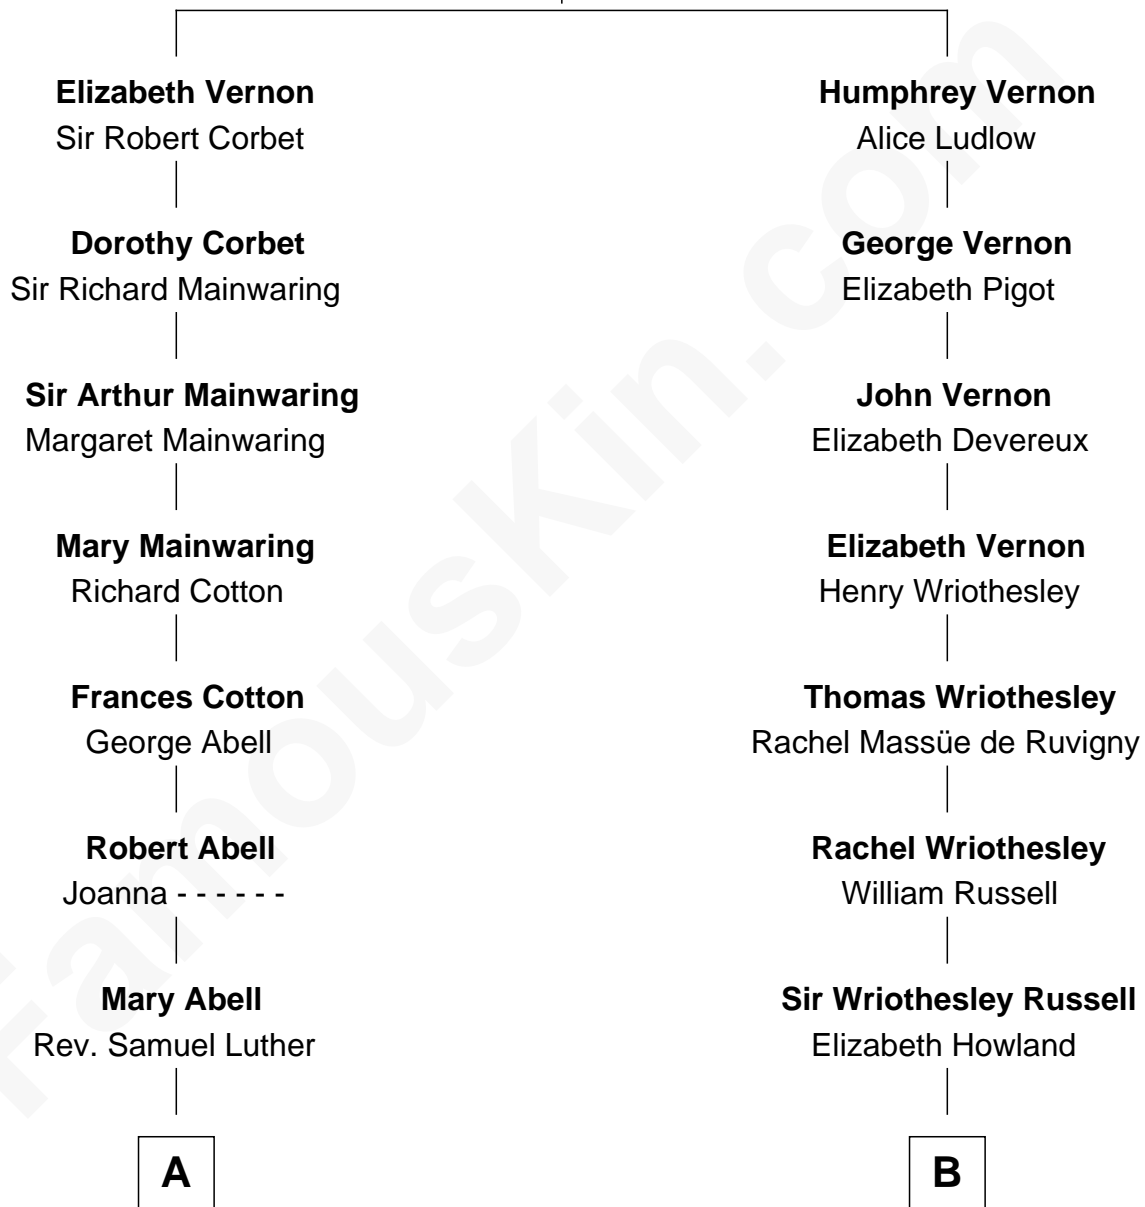 Elizabeth Vernon
Sir Robert Corbet
Dorothy Corbet
Sir Richard Mainwaring
Sir Arthur Mainwaring
Margaret Mainwaring
Mary Mainwaring
Richard Cotton
Frances Cotton
George Abell
Robert Abell
Joanna - - - - - -
Mary Abell
Rev. Samuel Luther
A
Humphrey Vernon
Alice Ludlow
George Vernon
Elizabeth Pigot
John Vernon
Elizabeth Devereux
Elizabeth Vernon
Henry Wriothesley
Thomas Wriothesley
Rachel Massüe de Ruvigny
Rachel Wriothesley
William Russell
Sir Wriothesley Russell
Elizabeth Howland
B
FamousKin.com